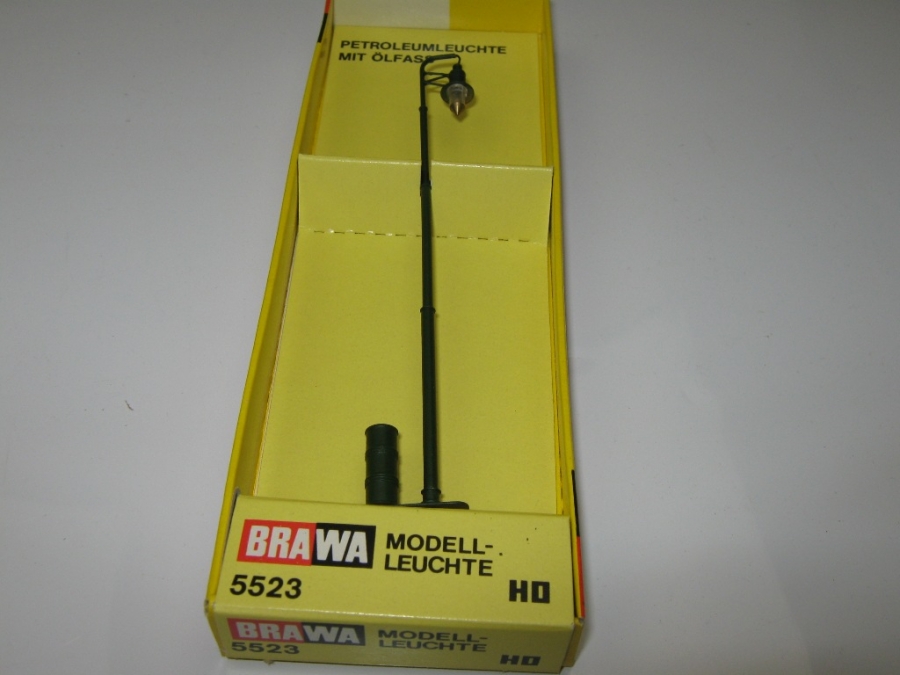 PETROLEUMLEUCHTE
MIT ÖLFASS
BRAWA MODELL-
LEUCHTE
5523 H0
BRAWA MODELL-
LEUCHTE
5523 H0